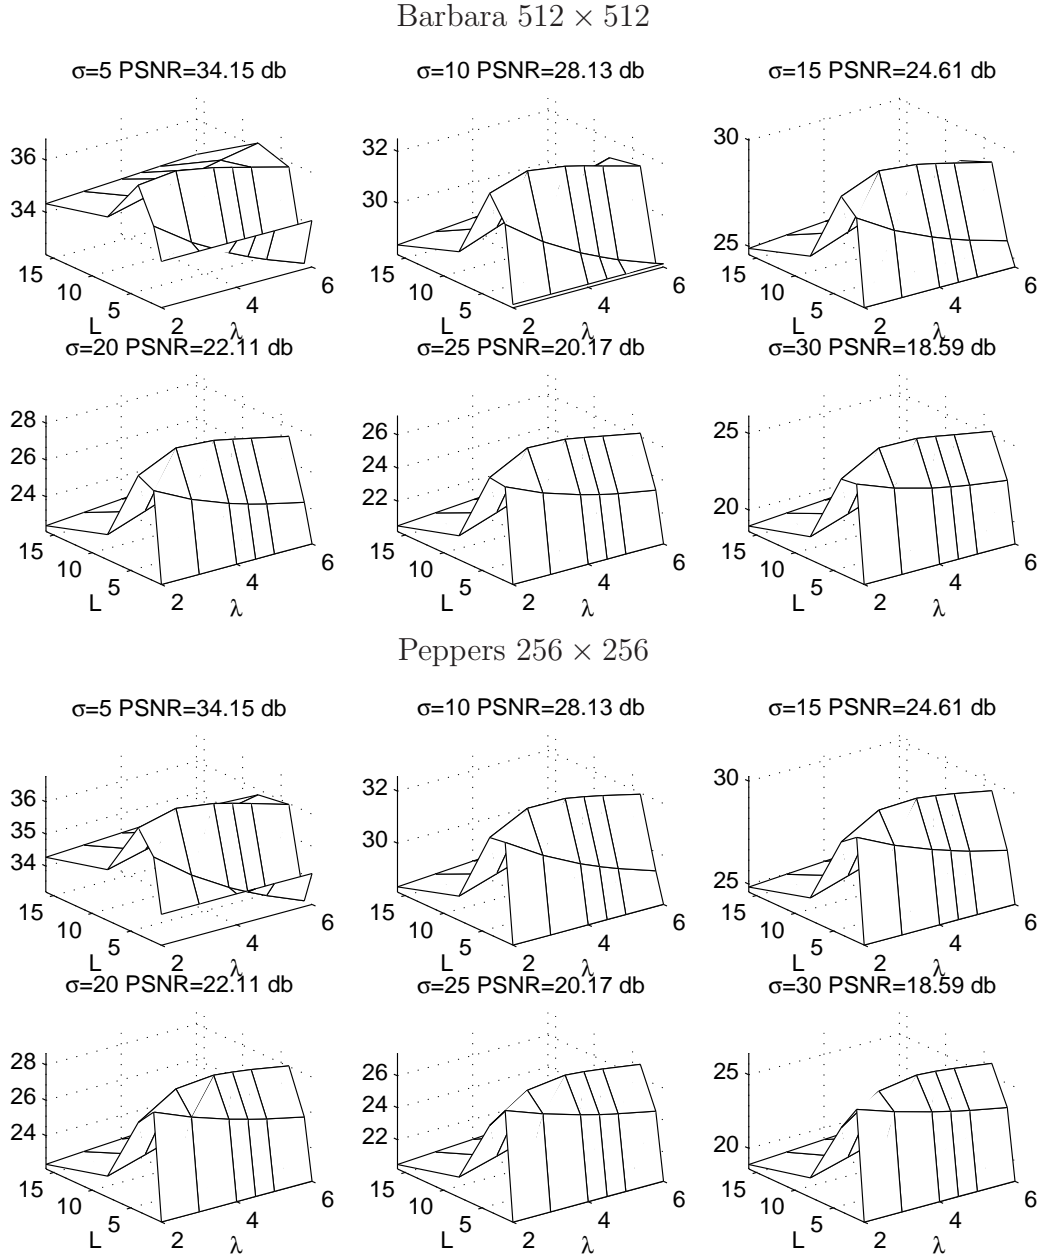 Barbara 512 × 512
σ=5 PSNR=34.15 db
σ=10 PSNR=28.13 db
σ=15 PSNR=24.61 db
36
34
15
10
5
L
2
4
6
λ
32
30
15
10
5
L
2
4
6
λ
30
25
15
10
5
L
2
4
6
λ
σ=20 PSNR=22.11 db
σ=25 PSNR=20.17 db
σ=30 PSNR=18.59 db
28
26
24
15
10
5
L
2
4
6
λ
26
24
22
15
10
5
L
2
4
6
λ
25
20
15
10
5
L
2
4
6
λ
Peppers 256 × 256
σ=5 PSNR=34.15 db
σ=10 PSNR=28.13 db
σ=15 PSNR=24.61 db
36
35
34
15
10
5
L
2
4
6
λ
32
30
15
10
5
L
2
4
6
λ
30
25
15
10
5
L
2
4
6
λ
σ=20 PSNR=22.11 db
σ=25 PSNR=20.17 db
σ=30 PSNR=18.59 db
28
26
24
15
10
5
L
2
4
6
λ
26
24
22
15
10
5
L
2
4
6
λ
25
20
15
10
5
L
2
4
6
λ